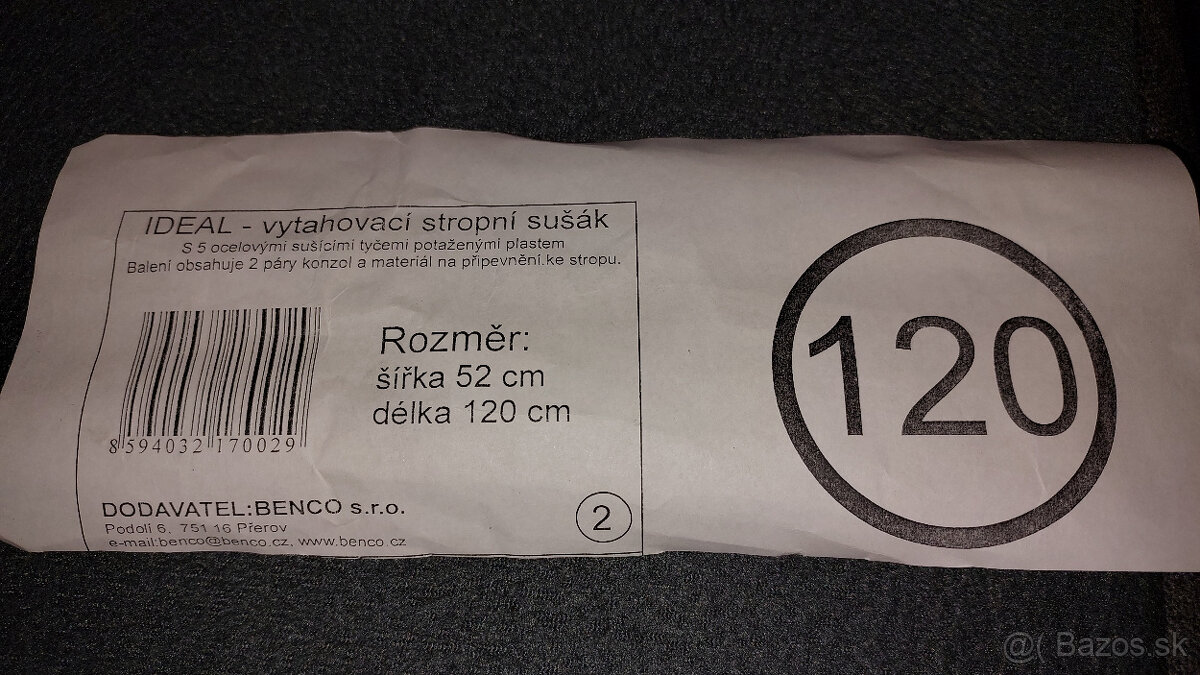 IDEAL - vytahovací stropní sušák
S 5 ocelovými sušícími tyčemi potaženými plastem
Balení obsahuje 2 páry konzol a materiál na připevnění.ke stropu.
Rozměr:
šířka 52 cm
délka 120 cm
8 594032 170029
DODAVATEL:BENCO s.r.o.
Podolí 6, 751 16 Přerov
e-mail:benco@benco.cz, www.benco.cz
2
120
@( Bazos.sk